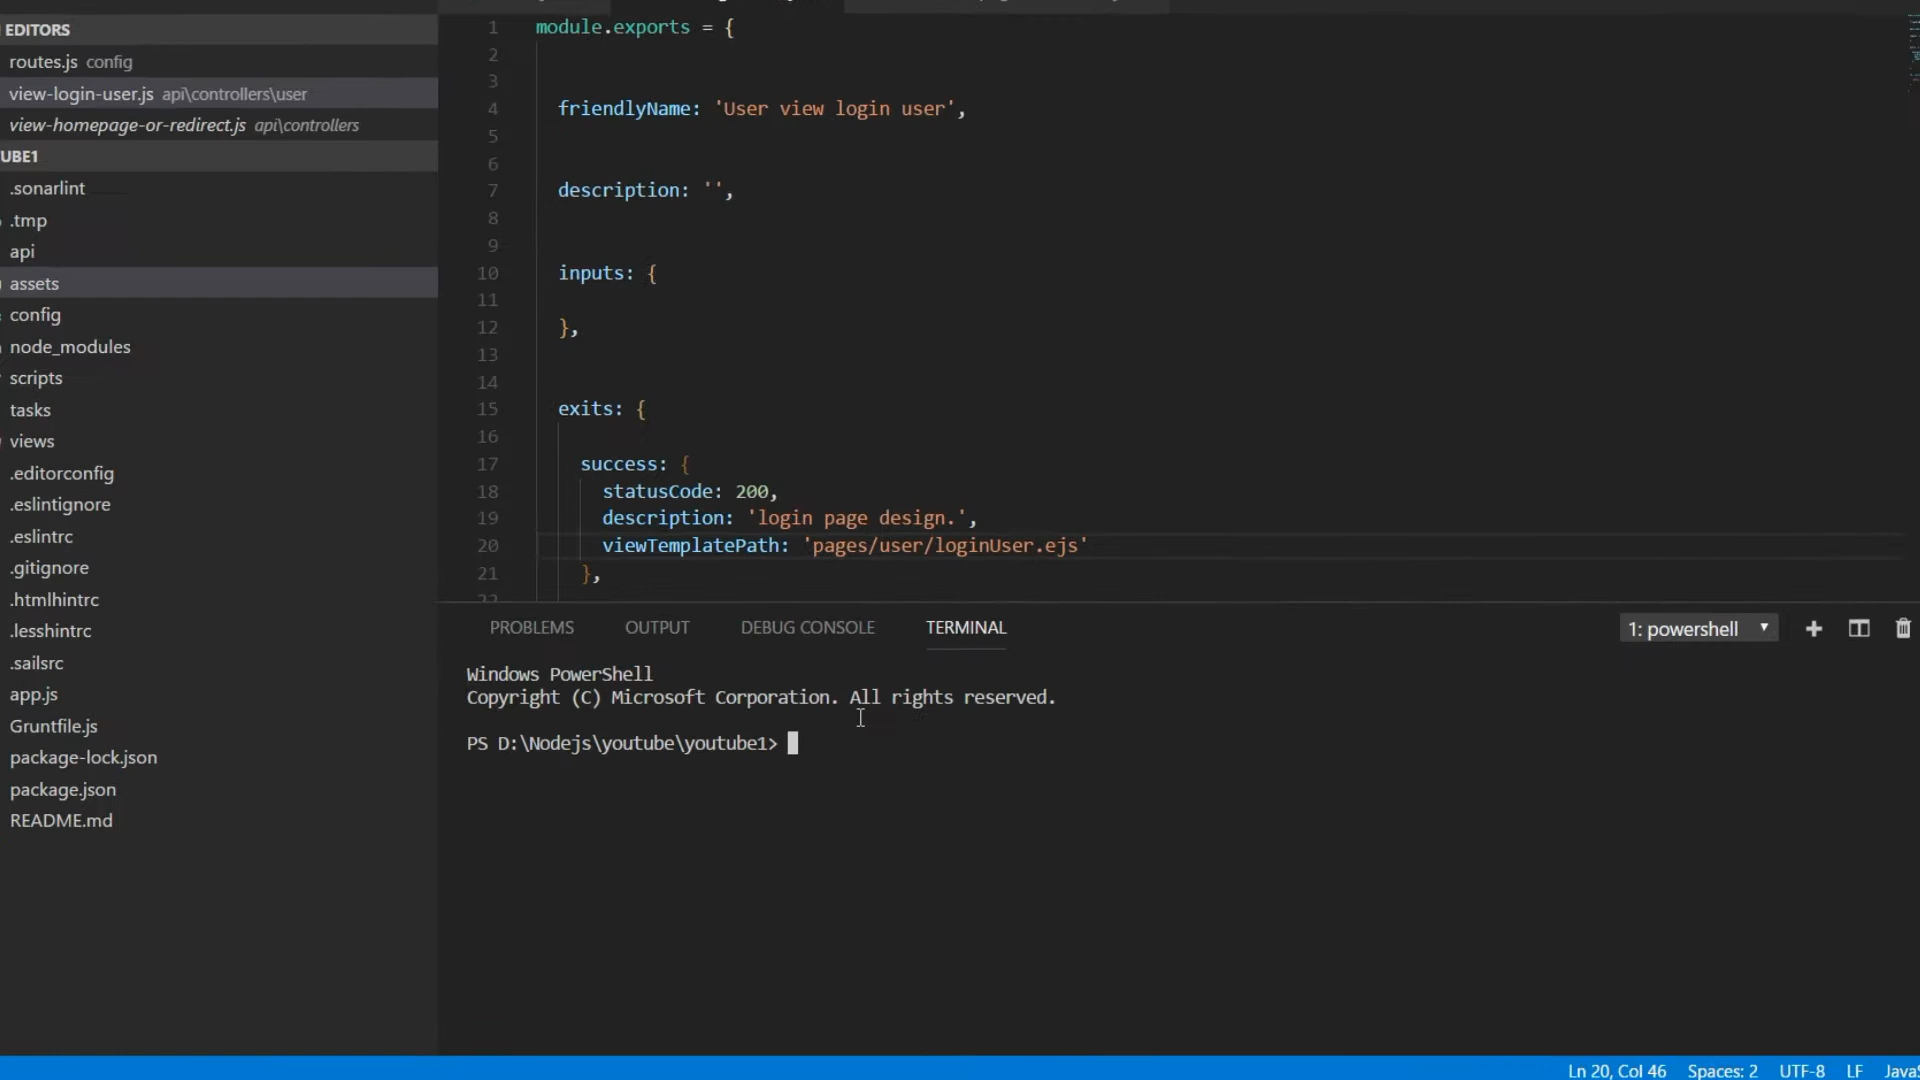 EDITORS
routes.js config
view-login-user.js api\controllers\user
view-homepage-or-redirect.js api\controllers
UBE1
.sonarlint
.tmp
api
assets
config
node_modules
scripts
tasks
views
.editorconfig
.eslintignore
.eslintrc
.gitignore
.htmlhintrc
.lesshintrc
.sailsrc
app.js
Gruntfile.js
package-lock.json
package.json
README.md
1 module.exports = {
2
3
4 friendlyName: 'User view login user',
5
6
7 description: '',
8
9
10 inputs: {
11
12 },
13
14
15 exits: {
16
17 success: {
18 statusCode: 200,
19 description: 'login page design.',
20 viewTemplatePath: 'pages/user/loginUser.ejs'
21 },
22
PROBLEMS OUTPUT DEBUG CONSOLE TERMINAL 1: powershell
Windows PowerShell
Copyright (C) Microsoft Corporation. All rights reserved.
PS D:\Nodejs\youtube\youtube1>
Ln 20, Col 46 Spaces: 2 UTF-8 LF JavaS